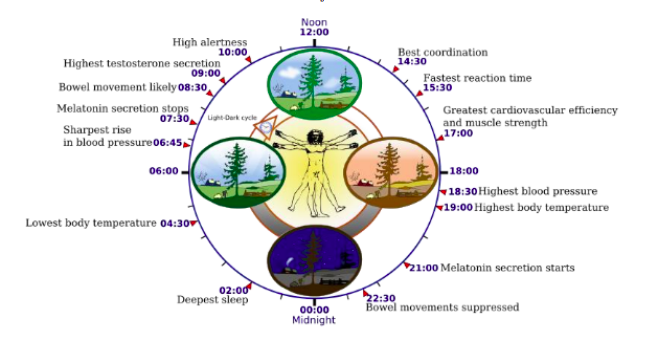 Noon
12:00
High alertness
10:00
Highest testosterone secretion
09:00
Bowel movement likely 08:30
Melatonin secretion stops
07:30
Sharpest rise
in blood pressure 06:45
06:00
Lowest body temperature 04:30
02:00
Deepest sleep
00:00
Midnight
Light-Dark cycle
Best coordination
14:30
Fastest reaction time
15:30
Greatest cardiovascular efficiency
and muscle strength
17:00
18:00
18:30 Highest blood pressure
19:00 Highest body temperature
21:00 Melatonin secretion starts
22:30
Bowel movements suppressed